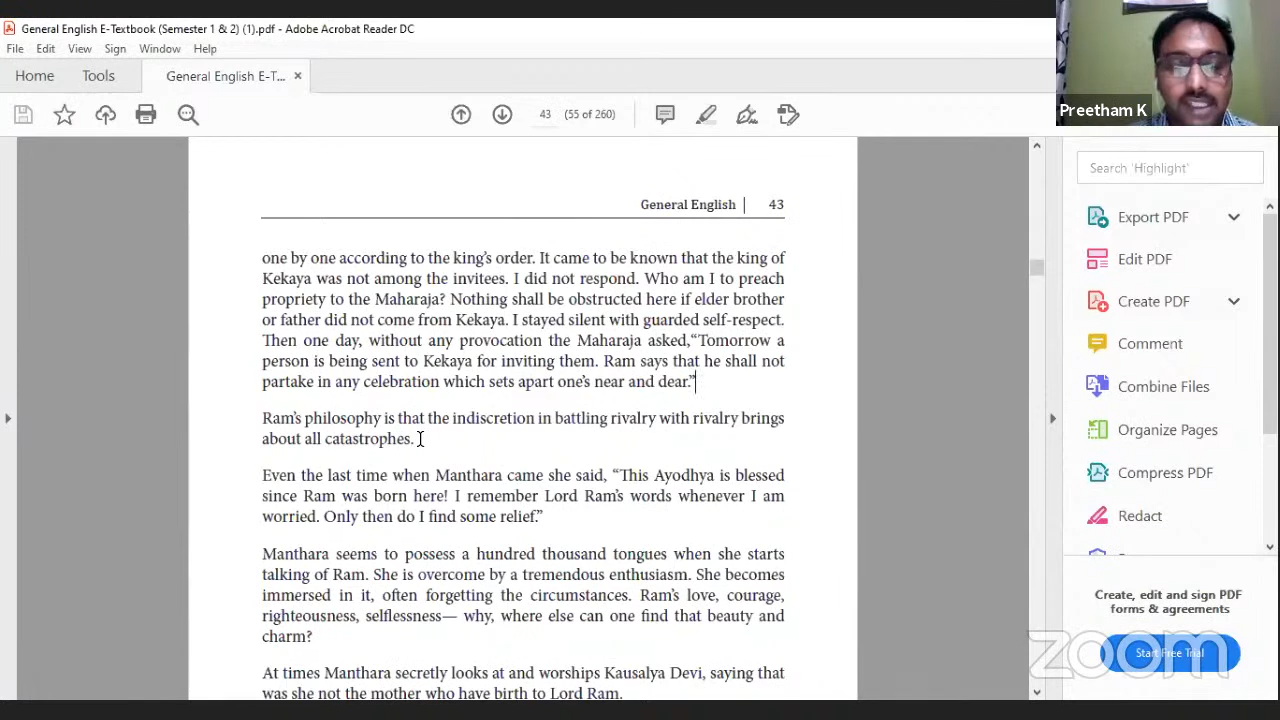 General English E-Textbook (Semester 1 & 2) (1).pdf - Adobe Acrobat Reader DC
File Edit View Sign Window Help
Home Tools General English E-T... ×
43 (55 of 260)
Preetham K
Search 'Highlight'
Export PDF
Edit PDF
Create PDF
Comment
Combine Files
Organize Pages
Compress PDF
Redact
Create, edit and sign PDF
forms & agreements
Start Free Trial
zoom
General English | 43
one by one according to the king's order. It came to be known that the king of
Kekaya was not among the invitees. I did not respond. Who am I to preach
propriety to the Maharaja? Nothing shall be obstructed here if elder brother
or father did not come from Kekaya. I stayed silent with guarded self-respect.
Then one day, without any provocation the Maharaja asked,“Tomorrow a
person is being sent to Kekaya for inviting them. Ram says that he shall not
partake in any celebration which sets apart one's near and dear.”
Ram's philosophy is that the indiscretion in battling rivalry with rivalry brings
about all catastrophes.
Even the last time when Manthara came she said, “This Ayodhya is blessed
since Ram was born here! I remember Lord Ram's words whenever I am
worried. Only then do I find some relief.”
Manthara seems to possess a hundred thousand tongues when she starts
talking of Ram. She is overcome by a tremendous enthusiasm. She becomes
immersed in it, often forgetting the circumstances. Ram's love, courage,
righteousness, selflessness— why, where else can one find that beauty and
charm?
At times Manthara secretly looks at and worships Kausalya Devi, saying that
was she not the mother who have birth to Lord Ram.